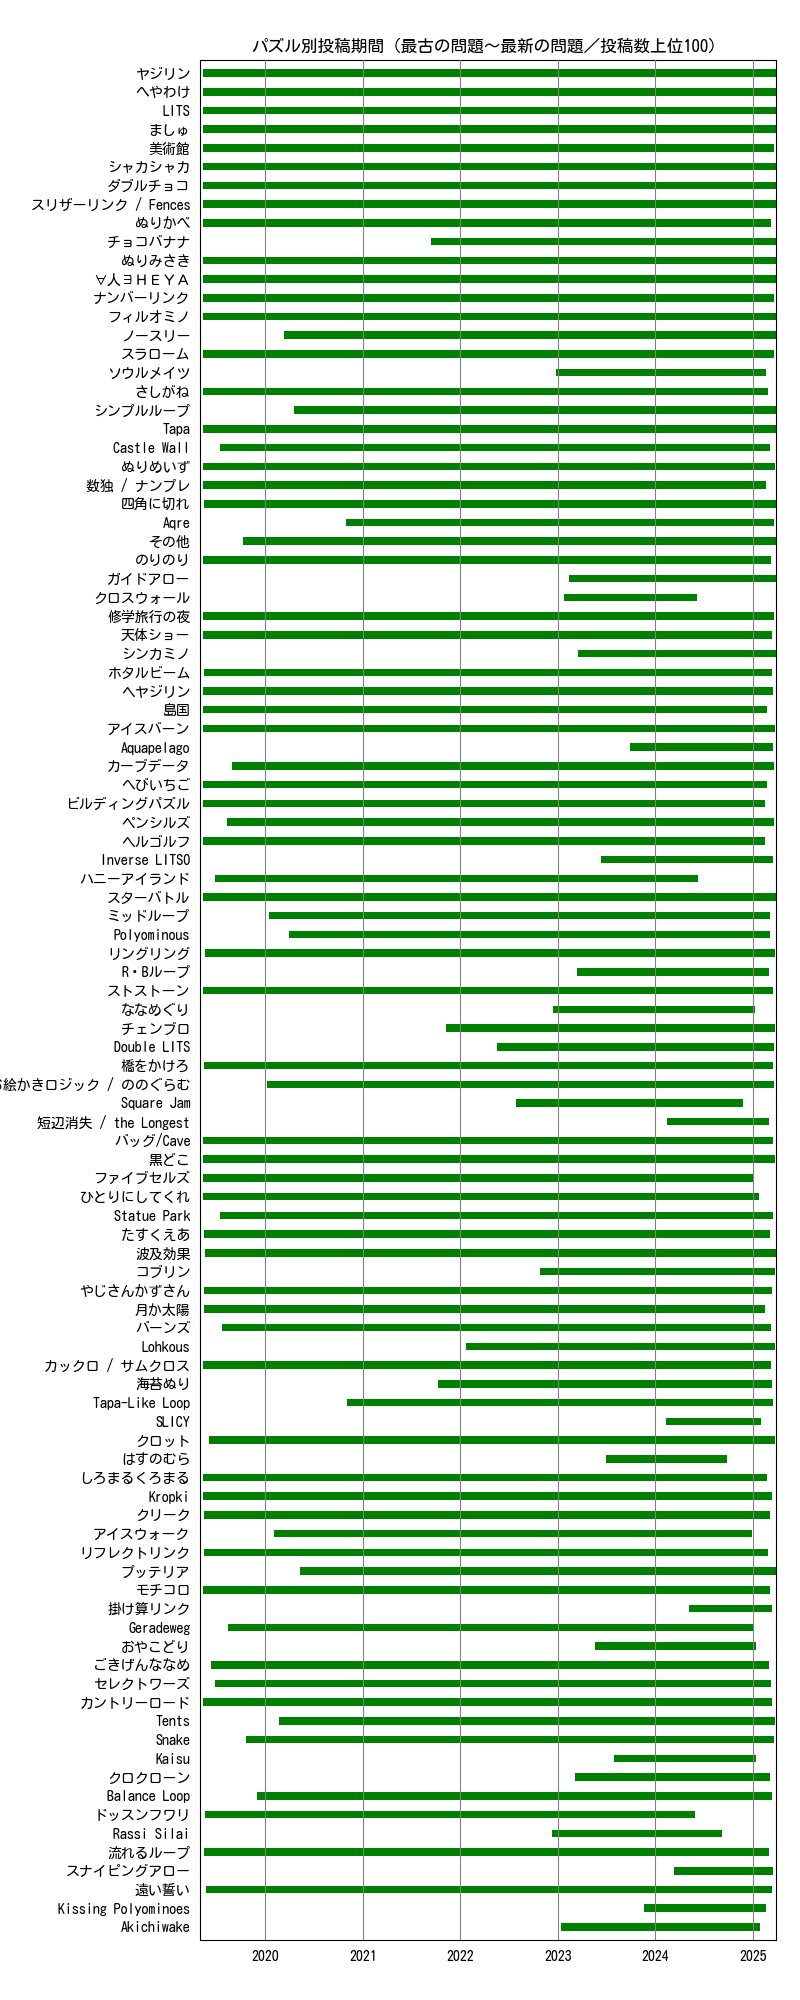 パズル別投稿期間（最古の問題～最新の問題／投稿数上位100）
ヤジリン
へやわけ
LITS
ましゅ
美術館
シャカシャカ
ダブルチョコ
スリザーリンク / Fences
ぬりかべ
チョコバナナ
ぬりみさき
∀人∃ＨＥＹＡ
ナンバーリンク
フィルオミノ
ノースリー
スラローム
ソウルメイツ
さしがね
シンプルループ
Tapa
Castle Wall
ぬりめいず
数独 / ナンプレ
四角に切れ
Aqre
その他
のりのり
ガイドアロー
クロスウォール
修学旅行の夜
天体ショー
シンカミノ
ホタルビーム
ヘヤジリン
島国
アイスバーン
Aquapelago
カーブデータ
へびいちご
ビルディングパズル
ペンシルズ
ヘルゴルフ
Inverse LITSO
ハニーアイランド
スターバトル
ミッドループ
Polyominous
リングリング
R・Bループ
ストストーン
ななめぐり
チェンブロ
Double LITS
橋をかけろ
絵かきロジック / ののぐらむ
Square Jam
短辺消失 / the Longest
バッグ/Cave
黒どこ
ファイブセルズ
ひとりにしてくれ
Statue Park
たすくえあ
波及効果
コブリン
やじさんかずさん
月か太陽
バーンズ
Lohkous
カックロ / サムクロス
海苔ぬり
Tapa-Like Loop
SLICY
クロット
はすのむら
しろまるくろまる
Kropki
クリーク
アイスウォーク
リフレクトリンク
プッテリア
モチコロ
掛け算リンク
Geradeweg
おやこどり
ごきげんななめ
セレクトワーズ
カントリーロード
Tents
Snake
Kaisu
クロクローン
Balance Loop
ドッスンフワリ
Rassi Silai
流れるループ
スナイピングアロー
遠い誓い
Kissing Polyominoes
Akichiwake
2020 2021 2022 2023 2024 2025